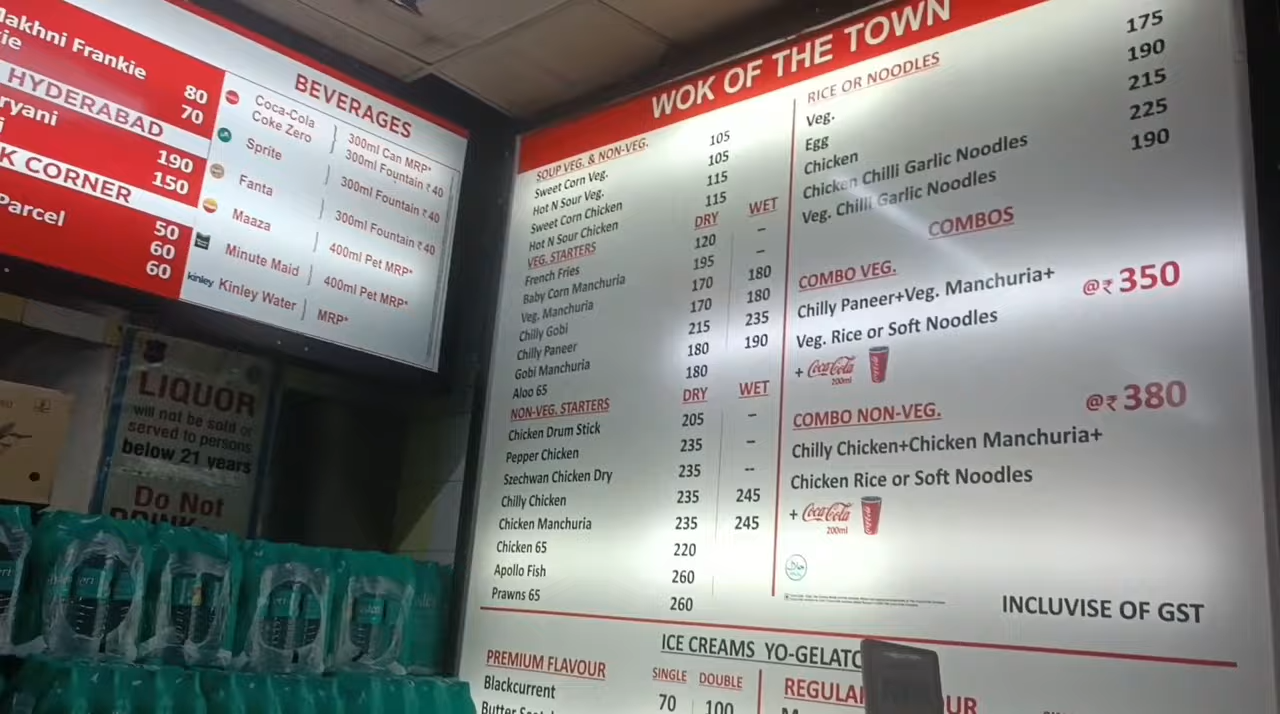 Makhni Frankie 80
70
HYDERABAD
190
150
CORNER
Parcel 50
60
60
BEVERAGES
Coca-Cola 300ml Can MRP*
Coke Zero 300ml Fountain ₹ 40
Sprite 300ml Fountain ₹ 40
Fanta 300ml Fountain ₹ 40
Maaza 400ml Pet MRP*
Minute Maid 400ml Pet MRP*
kinley Kinley Water MRP*
LIQUOR
will not be sold or
served to persons
below 21 years
Do Not
WOK OF THE TOWN
SOUP VEG. & NON-VEG.
Sweet Corn Veg. 105
Hot N Sour Veg. 105
Sweet Corn Chicken 115
Hot N Sour Chicken 115
VEG. STARTERS DRY WET
French Fries 120 –
Baby Corn Manchuria 195 –
Veg. Manchuria 170 180
Chilly Gobi 170 180
Chilly Paneer 215 235
Gobi Manchuria 180 190
Aloo 65 180
NON-VEG. STARTERS DRY WET
Chicken Drum Stick 205 –
Pepper Chicken 235 –
Szechwan Chicken Dry 235 --
Chilly Chicken 235 245
Chicken Manchuria 235 245
Chicken 65 220
Apollo Fish 260
Prawns 65 260
RICE OR NOODLES
Veg. 175
Egg 190
Chicken 215
Chicken Chilli Garlic Noodles 225
Veg. Chilli Garlic Noodles 190
COMBOS
COMBO VEG.
Chilly Paneer+Veg. Manchuria+ @₹ 350
Veg. Rice or Soft Noodles
+ Coca-Cola
200ml
COMBO NON-VEG. @₹ 380
Chilly Chicken+Chicken Manchuria+
Chicken Rice or Soft Noodles
+ Coca-Cola
200ml
INCLUVISE OF GST
ICE CREAMS YO-GELATO
PREMIUM FLAVOUR SINGLE DOUBLE
Blackcurrent 70 100
Butter